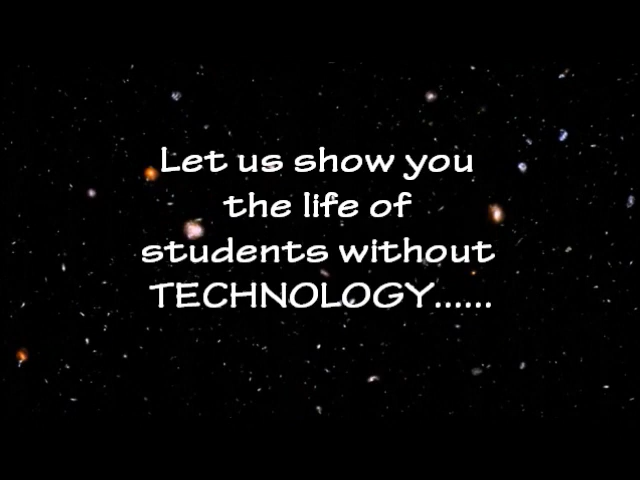 Let us show you
the life of
students without
TECHNOLOGY......